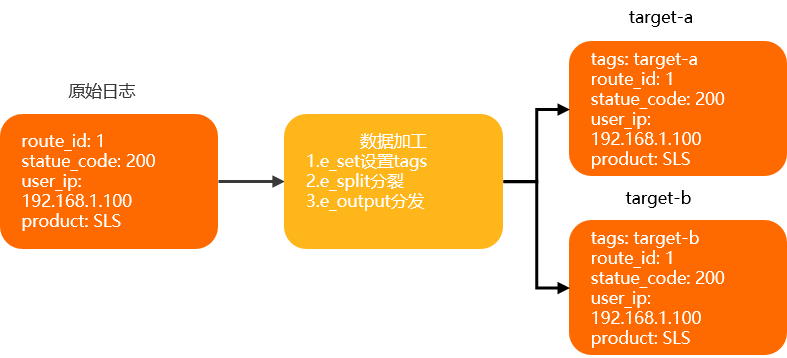 原始日志
route_id: 1
statue_code: 200
user_ip:
192.168.1.100
product: SLS
数据加工
1.e_set设置tags
2.e_split分裂
3.e_output分发
target-a
tags: target-a
route_id: 1
statue_code: 200
user_ip:
192.168.1.100
product: SLS
target-b
tags: target-b
route_id: 1
statue_code: 200
user_ip:
192.168.1.100
product: SLS